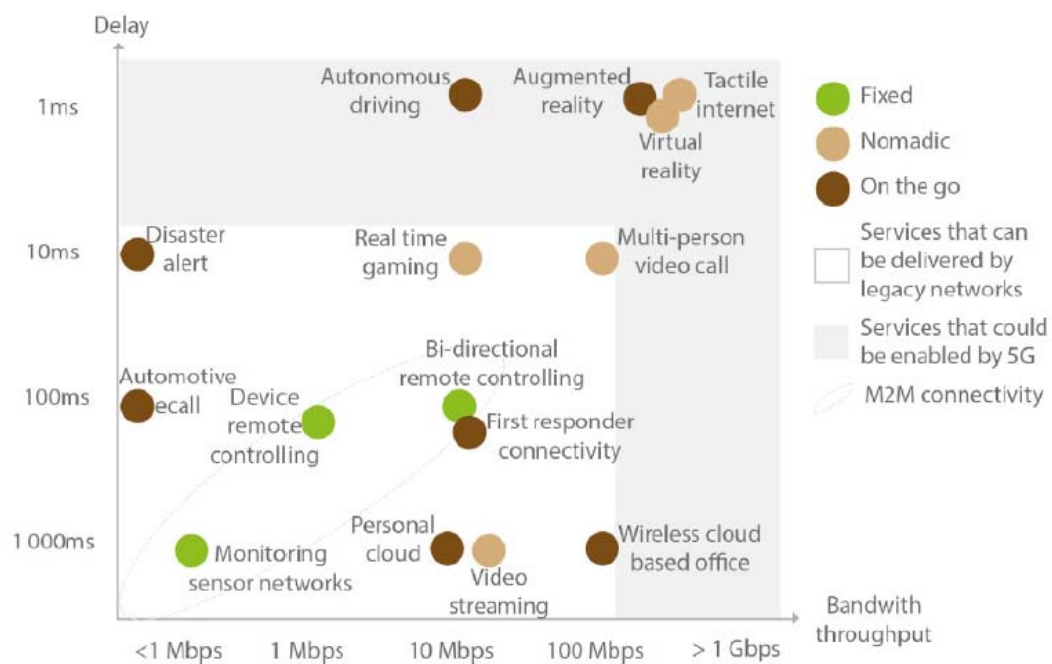 Delay
1ms
10ms
100ms
1 000ms
Autonomous
driving
Augmented
reality
Tactile
internet
Virtual
reality
Disaster
alert
Real time
gaming
Multi-person
video call
Bi-directional
remote controlling
Automotive
recall
Device
remote
controlling
First responder
connectivity
Monitoring
sensor networks
Personal
cloud
Video
streaming
Wireless cloud
based office
<1 Mbps
1 Mbps
10 Mbps
100 Mbps
> 1 Gbps
Bandwith
throughput
Fixed
Nomadic
On the go
Services that can
be delivered by
legacy networks
Services that could
be enabled by 5G
M2M connectivity